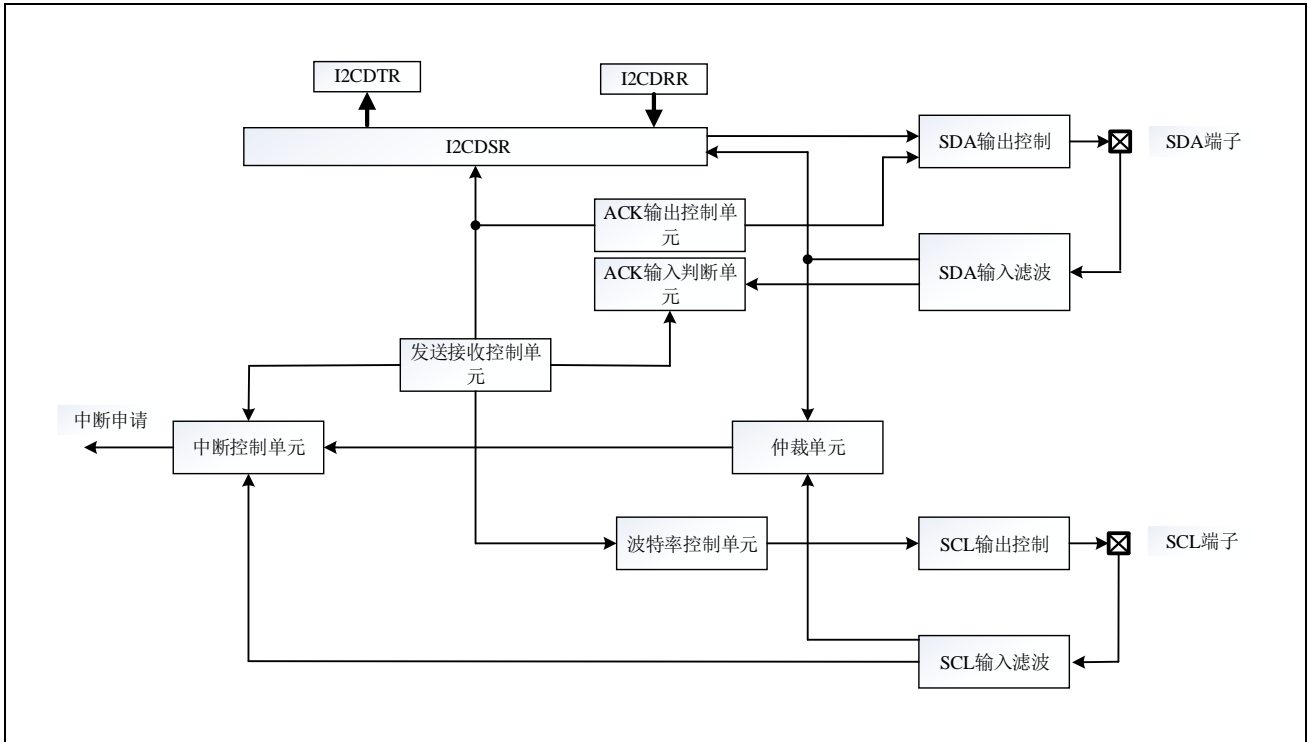 I2CDTR
I2CDRR
I2CDSR
SDA输出控制
SDA端子
ACK输出控制单
元
SDA输入滤波
ACK输入判断单
元
发送接收控制单
元
中断申请
中断控制单元
仲裁单元
波特率控制单元
SCL输出控制
SCL端子
SCL输入滤波